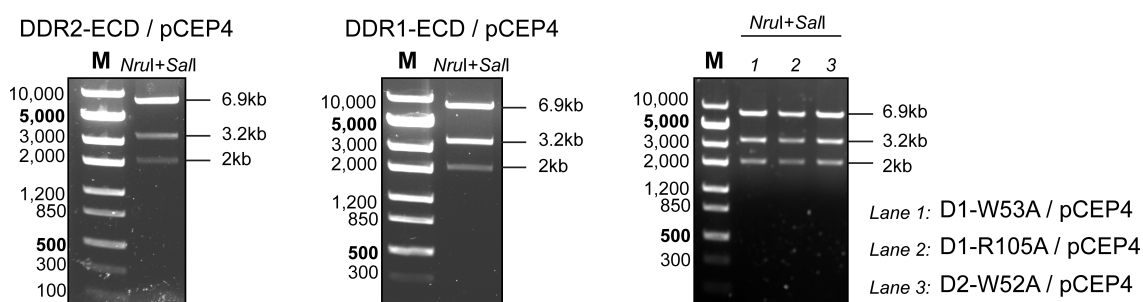 DDR2-ECD / pCEP4
M NruI+SalI
10,000
5,000
3,000
2,000
1,200
850
500
300
100
6.9kb
3.2kb
2kb
DDR1-ECD / pCEP4
M NruI+SalI
10,000
5,000
3,000
2,000
1,200
850
500
300
6.9kb
3.2kb
2kb
NruI+SalI
M 1 2 3
10,000
5,000
3,000
2,000
1,200
850
500
300
6.9kb
3.2kb
2kb
Lane 1: D1-W53A / pCEP4
Lane 2: D1-R105A / pCEP4
Lane 3: D2-W52A / pCEP4